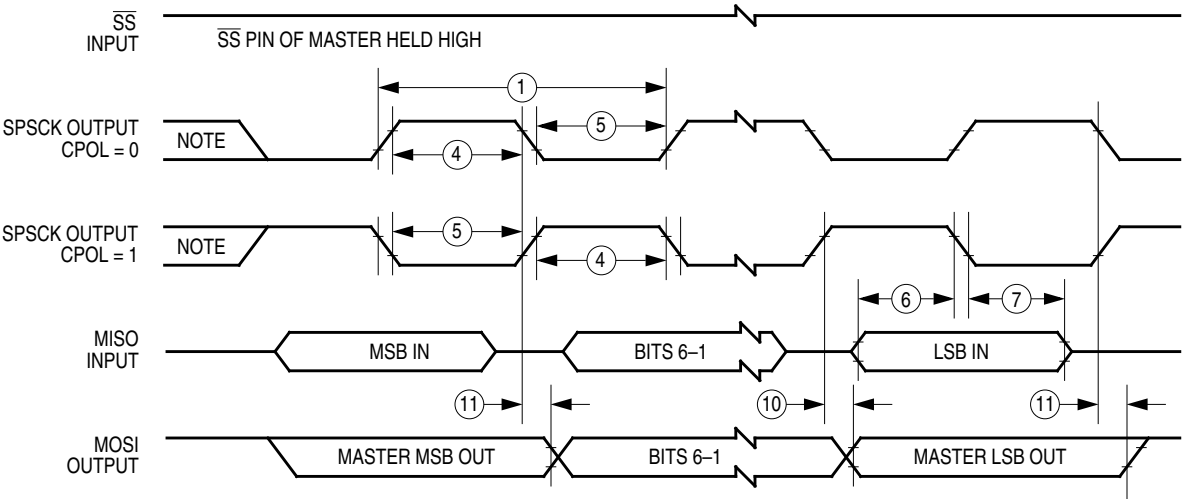 SS
INPUT
SS PIN OF MASTER HELD HIGH
1
SPSCK OUTPUT
CPOL = 0
NOTE
5
4
SPSCK OUTPUT
CPOL = 1
NOTE
5
4
6
7
MISO
INPUT
MSB IN
BITS 6–1
LSB IN
11
10
11
MOSI
OUTPUT
MASTER MSB OUT
BITS 6–1
MASTER LSB OUT